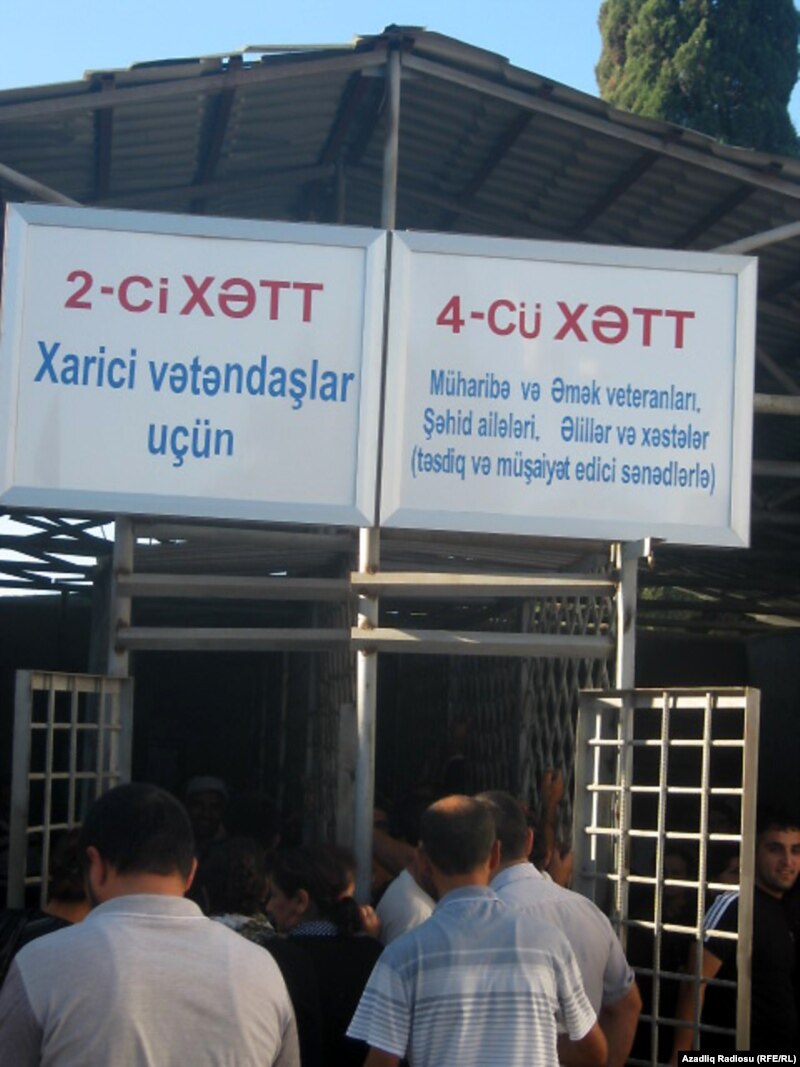 2-Ci XƏTT
Xarici vətəndaşlar
uçün
4-CÜ XƏTT
Müharibə və Əmək veteranları,
Şəhid ailələri, Əlillər və xəstələr
(təsdiq və müşaiyət edici sənədlərlə)
Azadliq Radiosu (RFE/RL)